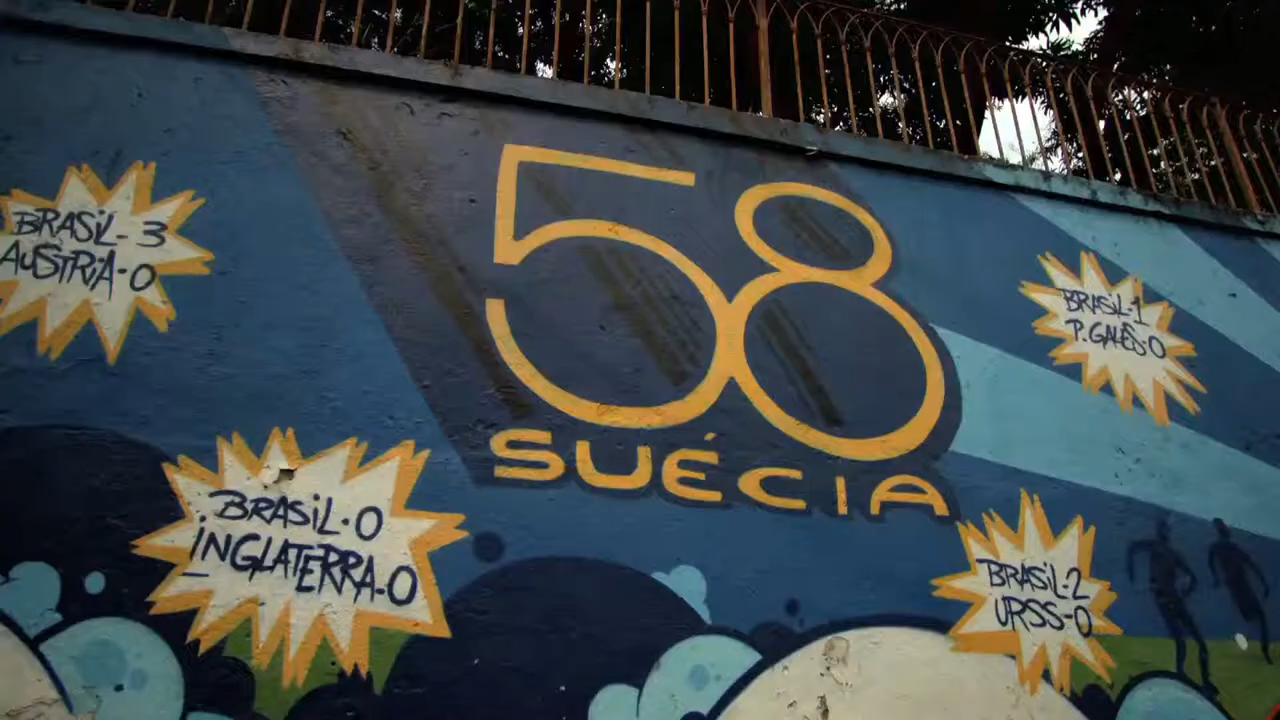 BRASIL-3
AUSTRIA-0
58
SUÉCIA
BRASIL-1
P.GALES-0
BRASIL-0
INGLATERRA-0
BRASIL-2
URSS-0